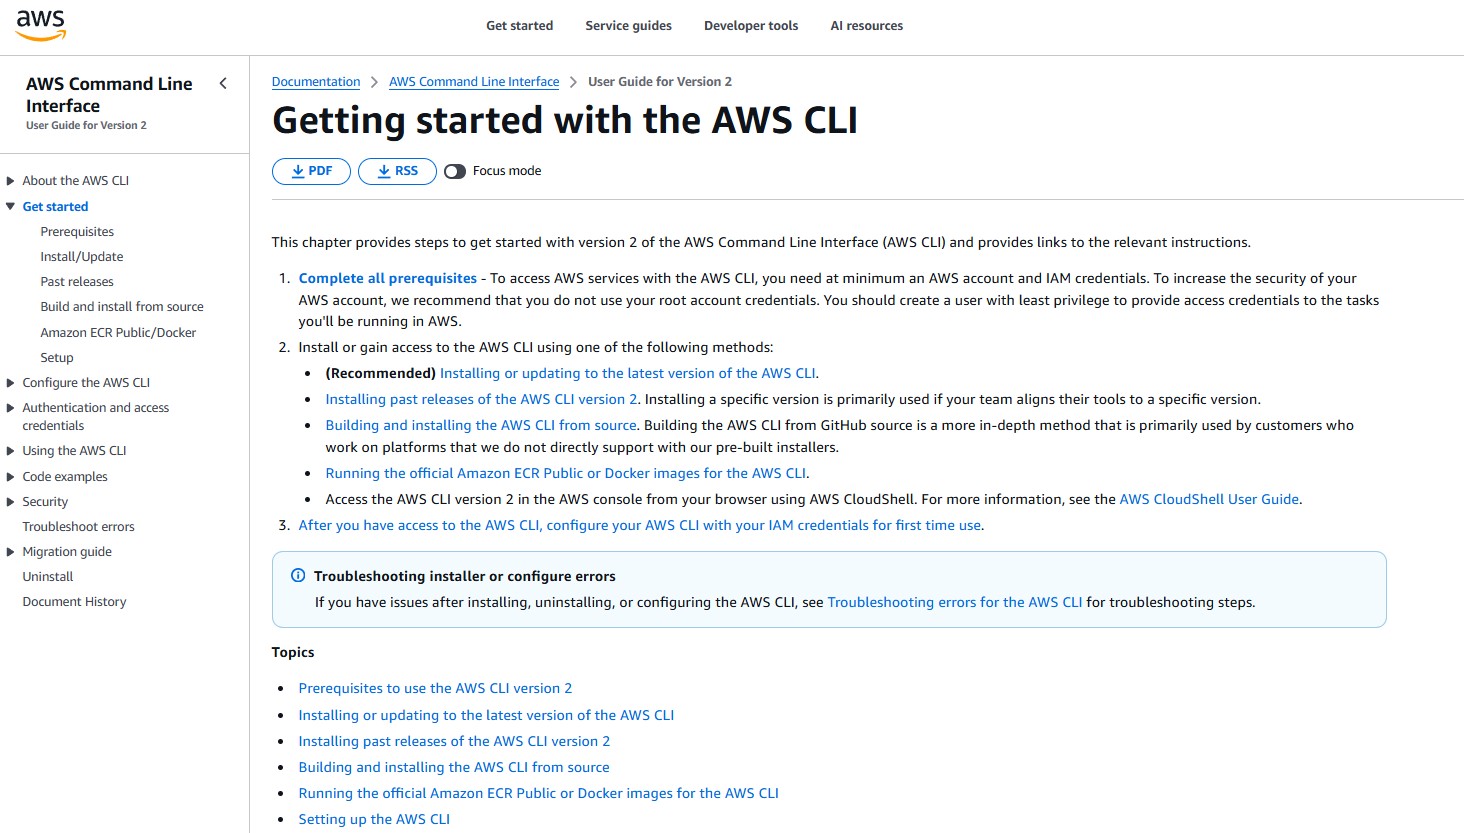 aws
Get started
Service guides
Developer tools
AI resources
AWS Command Line
Interface
User Guide for Version 2
About the AWS CLI
Get started
Prerequisites
Install/Update
Past releases
Build and install from source
Amazon ECR Public/Docker
Setup
Configure the AWS CLI
Authentication and access
credentials
Using the AWS CLI
Code examples
Security
Troubleshoot errors
Migration guide
Uninstall
Document History
Documentation > AWS Command Line Interface > User Guide for Version 2
Getting started with the AWS CLI
PDF
RSS
Focus mode
This chapter provides steps to get started with version 2 of the AWS Command Line Interface (AWS CLI) and provides links to the relevant instructions.
1. Complete all prerequisites - To access AWS services with the AWS CLI, you need at minimum an AWS account and IAM credentials. To increase the security of your
AWS account, we recommend that you do not use your root account credentials. You should create a user with least privilege to provide access credentials to the tasks
you'll be running in AWS.
2. Install or gain access to the AWS CLI using one of the following methods:
• (Recommended) Installing or updating to the latest version of the AWS CLI.
• Installing past releases of the AWS CLI version 2. Installing a specific version is primarily used if your team aligns their tools to a specific version.
• Building and installing the AWS CLI from source. Building the AWS CLI from GitHub source is a more in-depth method that is primarily used by customers who
work on platforms that we do not directly support with our pre-built installers.
• Running the official Amazon ECR Public or Docker images for the AWS CLI.
• Access the AWS CLI version 2 in the AWS console from your browser using AWS CloudShell. For more information, see the AWS CloudShell User Guide.
3. After you have access to the AWS CLI, configure your AWS CLI with your IAM credentials for first time use.
Troubleshooting installer or configure errors
If you have issues after installing, uninstalling, or configuring the AWS CLI, see Troubleshooting errors for the AWS CLI for troubleshooting steps.
Topics
• Prerequisites to use the AWS CLI version 2
• Installing or updating to the latest version of the AWS CLI
• Installing past releases of the AWS CLI version 2
• Building and installing the AWS CLI from source
• Running the official Amazon ECR Public or Docker images for the AWS CLI
• Setting up the AWS CLI